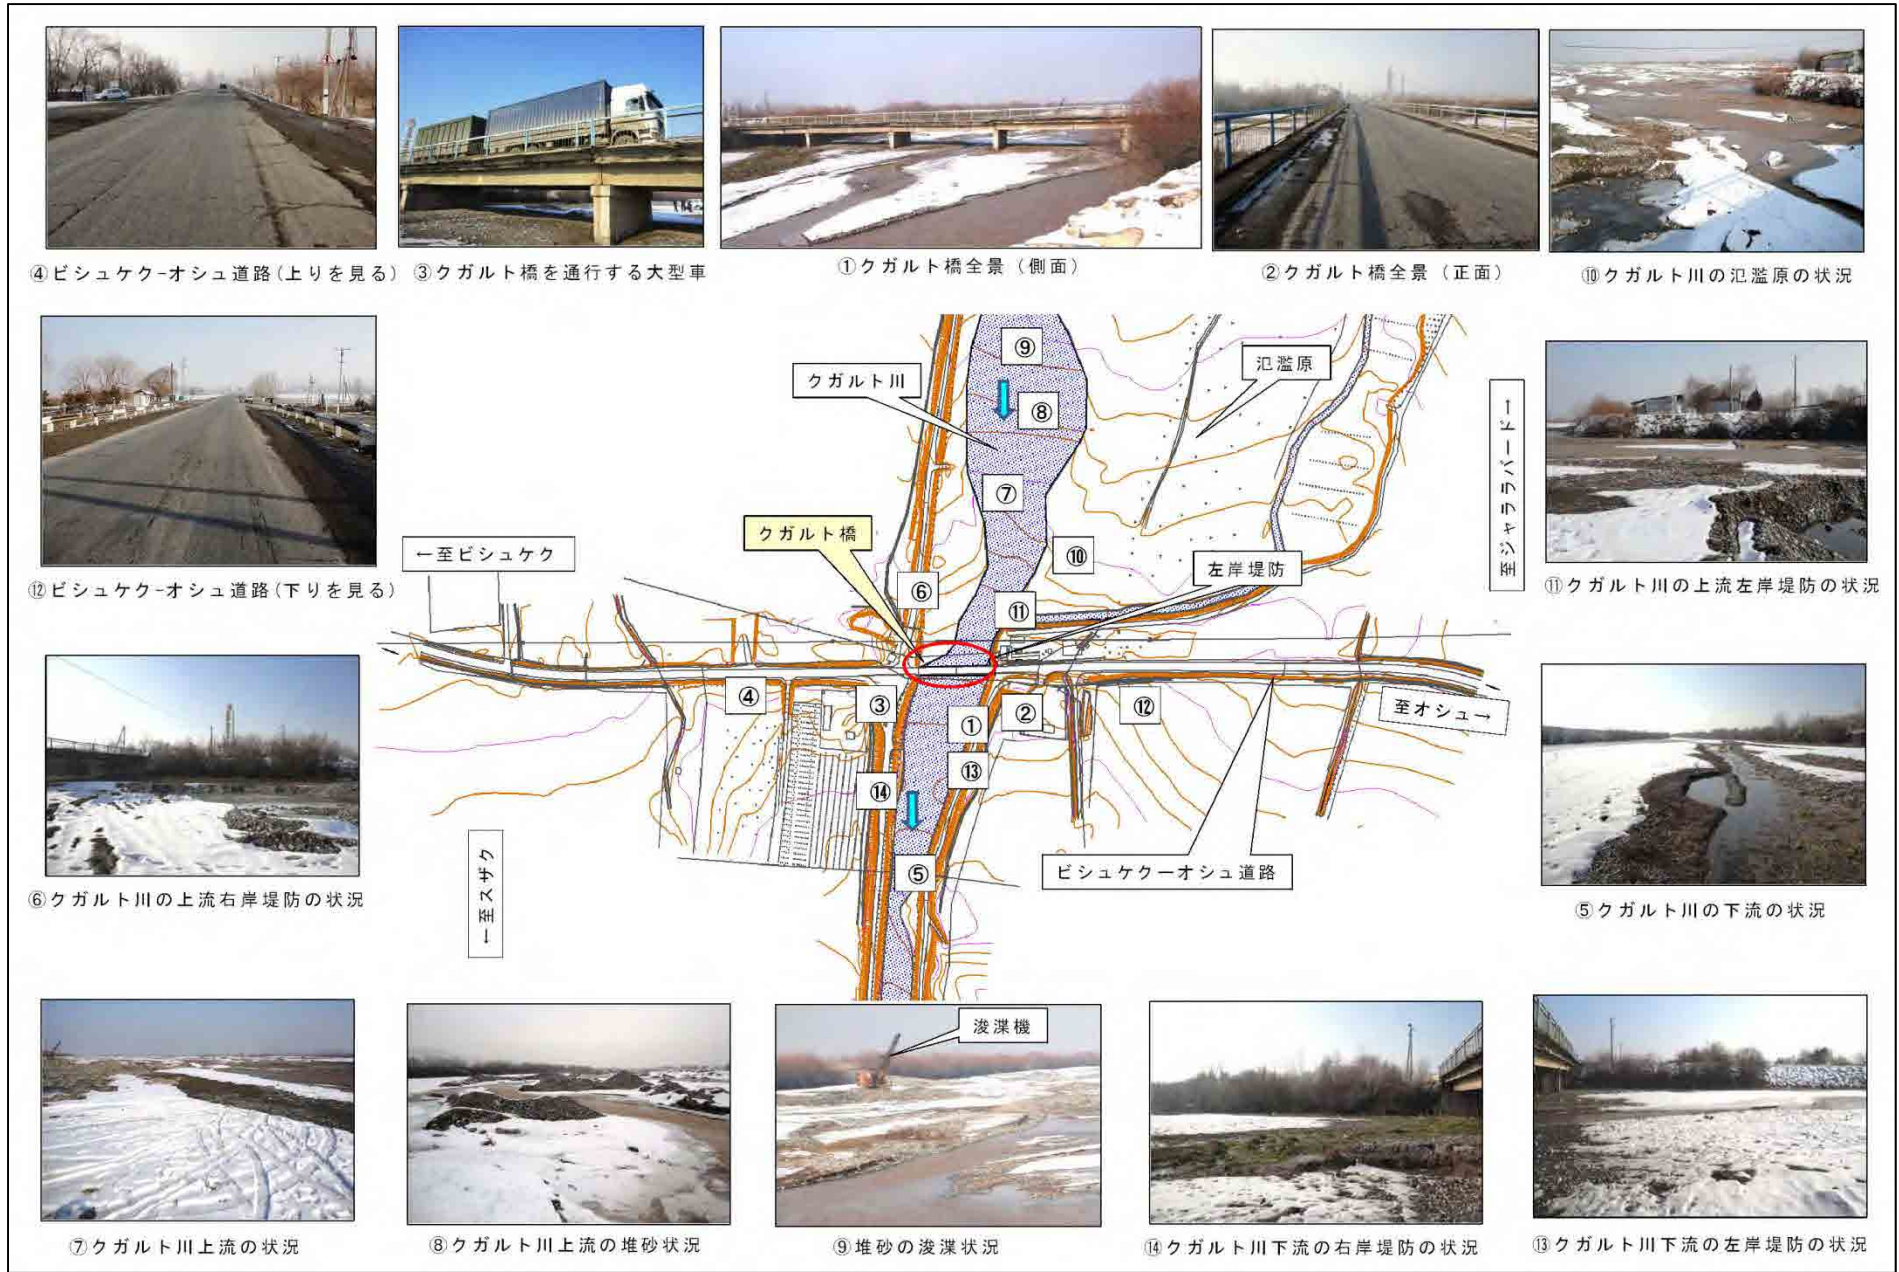 ④ビシュケク-オシュ道路(上りを見る)
③クガルト橋を通行する大型車
①クガルト橋全景(側面)
②クガルト橋全景(正面)
⑩クガルト川の氾濫原の状況
⑫ビシュケク-オシュ道路(下りを見る)
⑪クガルト川の上流左岸堤防の状況
⑥クガルト川の上流右岸堤防の状況
⑤クガルト川の下流の状況
⑦クガルト川上流の状況
⑧クガルト川上流の堆砂状況
⑨堆砂の浚渫状況
浚渫機
⑭クガルト川下流の右岸堤防の状況
⑬クガルト川下流の左岸堤防の状況
クガルト川
氾濫原
クガルト橋
左岸堤防
←至ビシュケク
至ジャララバード→
至オシュ→
←至スザク
ビシュケクーオシュ道路
⑨
⑧
⑦
⑩
⑥
⑪
④
③
①
②
⑫
⑬
⑭
⑤